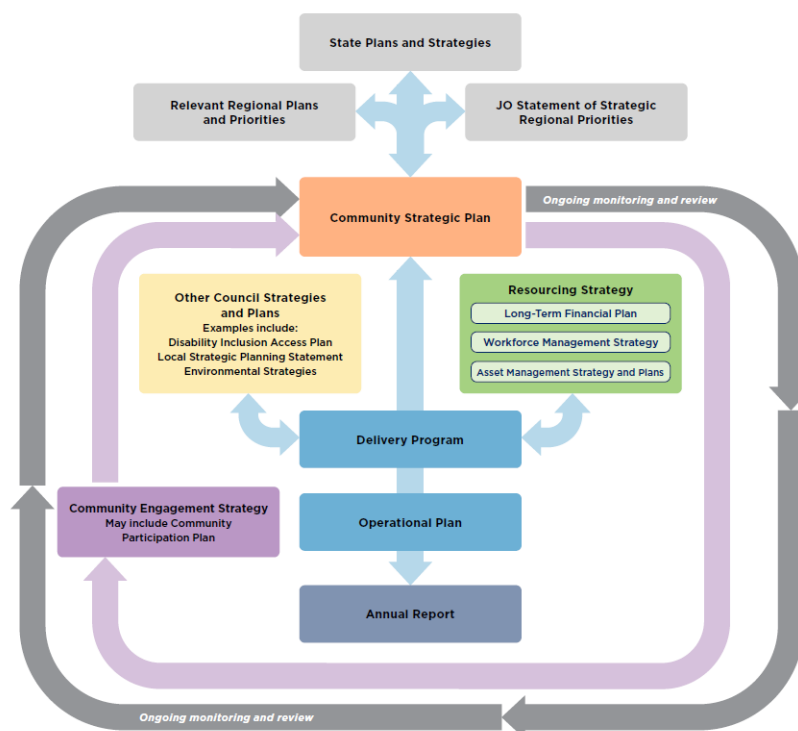 State Plans and Strategies
Relevant Regional Plans
and Priorities
JO Statement of Strategic
Regional Priorities
Community Strategic Plan
Ongoing monitoring and review
Other Council Strategies
and Plans
Examples include:
Disability Inclusion Access Plan
Local Strategic Planning Statement
Environmental Strategies
Resourcing Strategy
Long-Term Financial Plan
Workforce Management Strategy
Asset Management Strategy and Plans
Delivery Program
Community Engagement Strategy
May include Community
Participation Plan
Operational Plan
Annual Report
Ongoing monitoring and review